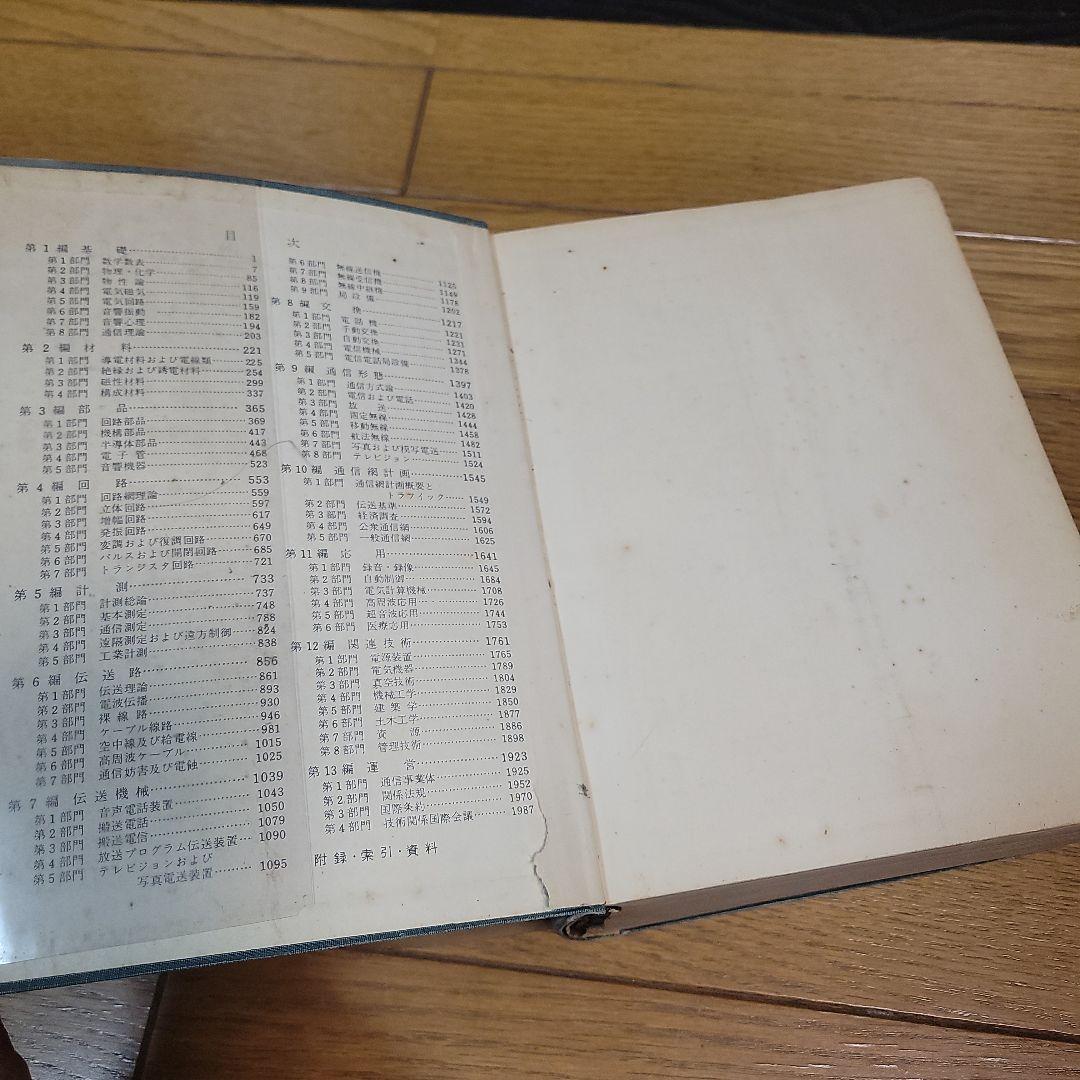 目次
第1編 基礎 1
第1部門 数学数表 7
第2部門 物理・化学 85
第3部門 物性論 116
第4部門 電気磁気 119
第5部門 電気回路 159
第6部門 音響振動 182
第7部門 音響心理 194
第8部門 通信理論 203
第2編 材料 221
第1部門 導電材料および電線類 225
第2部門 絶縁および誘電材料 254
第3部門 磁性材料 299
第4部門 構成材料 337
第3編 部品 365
第1部門 回路部品 369
第2部門 機構部品 417
第3部門 半導体部品 443
第4部門 電子管 468
第5部門 音響機器 523
第4編 回路 553
第1部門 回路網理論 559
第2部門 立体回路 597
第3部門 増幅回路 617
第4部門 発振回路 649
第5部門 変調および復調回路 670
第6部門 パルスおよび開閉回路 685
第7部門 トランジスタ回路 721
第5編 計測 733
第1部門 計測総論 737
第2部門 基本測定 748
第3部門 通信測定 788
第4部門 遠隔測定および遠方制御 824
第5部門 工業計測 838
第6編 伝送路 856
第1部門 伝送理論 861
第2部門 電波伝播 893
第3部門 裸線路 930
第4部門 ケーブル線路 946
第5部門 空中線及び給電線 981
第6部門 高周波ケーブル 1015
第7部門 通信妨害及び電触 1025
第7編 伝送機械 1039
第1部門 音声電話装置 1043
第2部門 搬送電話 1050
第3部門 搬送電信 1079
第4部門 放送プログラム伝送装置 1090
第5部門 テレビジョンおよび
写真電送装置 1095
第6部門 無線送信機 1125
第7部門 無線受信機 1149
第8部門 無線中継機 1178
第9部門 局設備 1202
第8編 交換 1217
第1部門 電話機 1221
第2部門 手動交換 1231
第3部門 自動交換 1271
第4部門 電信機械 1344
第5部門 電信電話局設備 1378
第9編 通信形態 1397
第1部門 通信方式論 1403
第2部門 電信および電話 1420
第3部門 放送 1428
第4部門 固定無線 1444
第5部門 移動無線 1458
第6部門 航法無線 1482
第7部門 写真および模写電送 1511
第8部門 テレビジョン 1524
第10編 通信網計画 1545
第1部門 通信網計画概要と
トラフイック 1549
第2部門 伝送基準 1572
第3部門 経済調査 1594
第4部門 公衆通信網 1606
第5部門 一般通信網 1625
第11編 応用 1641
第1部門 録音・録像 1645
第2部門 自動制御 1684
第3部門 電気計算機械 1708
第4部門 高周波応用 1726
第5部門 超音波応用 1744
第6部門 医療応用 1753
第12編 関連技術 1761
第1部門 電源装置 1765
第2部門 電気機器 1789
第3部門 真空技術 1804
第4部門 機械工学 1829
第5部門 建築学 1850
第6部門 土木工学 1877
第7部門 資源 1886
第8部門 管理技術 1898
第13編 運営 1923
第1部門 通信事業体 1925
第2部門 関係法規 1952
第3部門 国際条約 1970
第4部門 技術関係国際会議 1987
附録・索引・資料